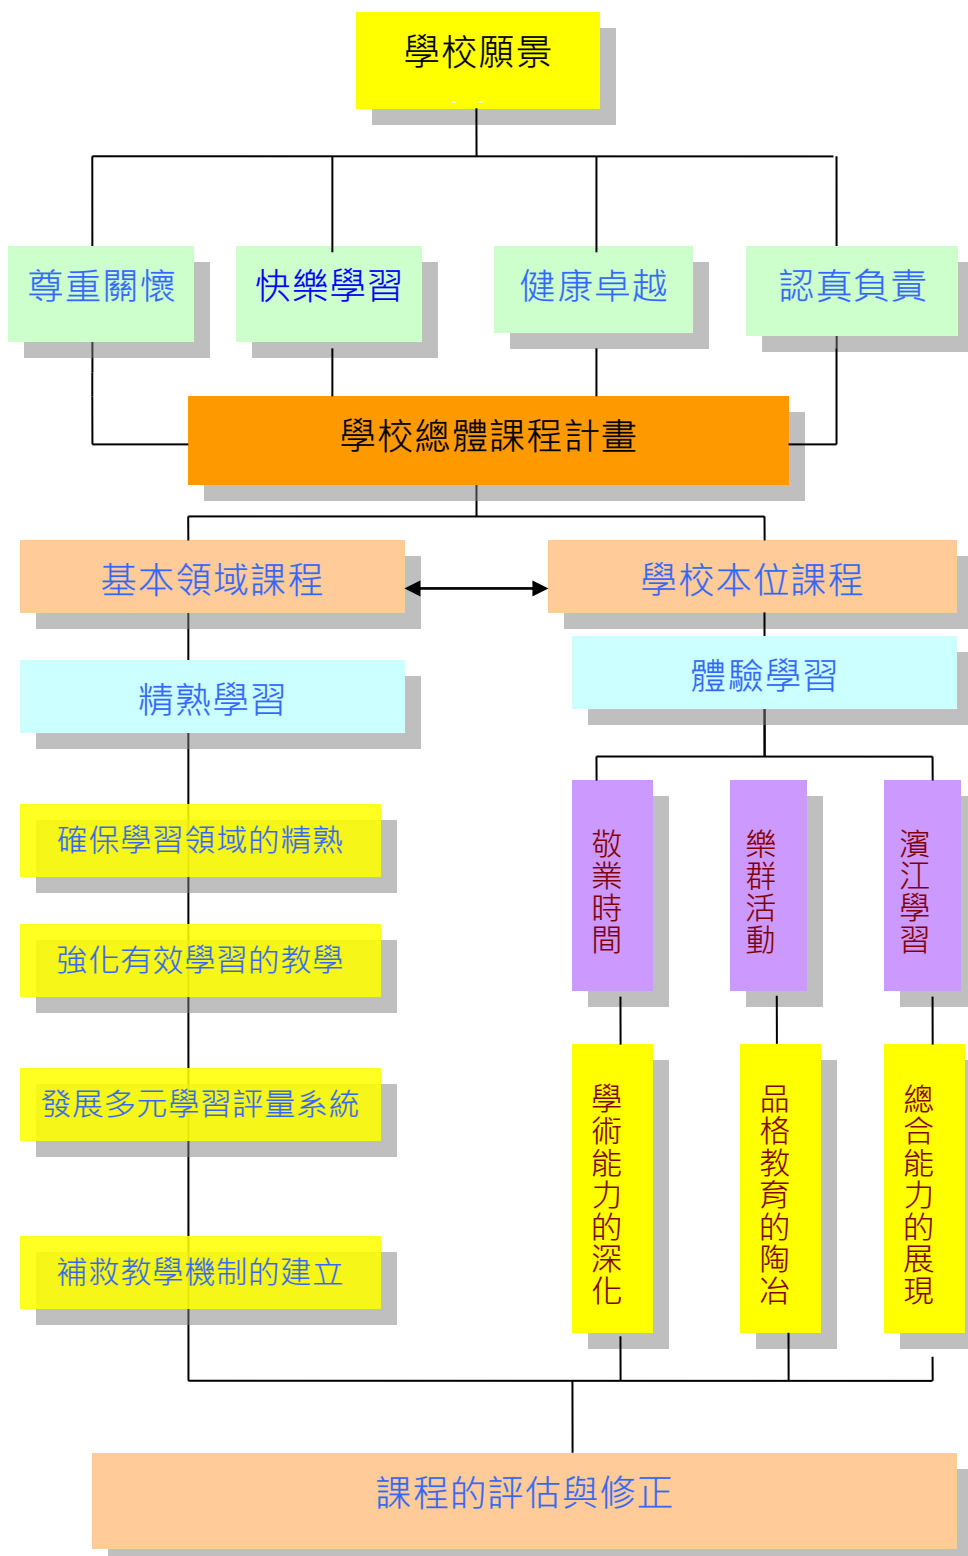 學校願景
尊重關懷
快樂學習
健康卓越
認真負責
學校總體課程計畫
基本領域課程
學校本位課程
精熟學習
體驗學習
確保學習領域的精熟
強化有效學習的教學
發展多元學習評量系統
補救教學機制的建立
敬業時間
樂群活動
濱江學習
學術能力的深化
品格教育的陶冶
總合能力的展現
課程的評估與修正